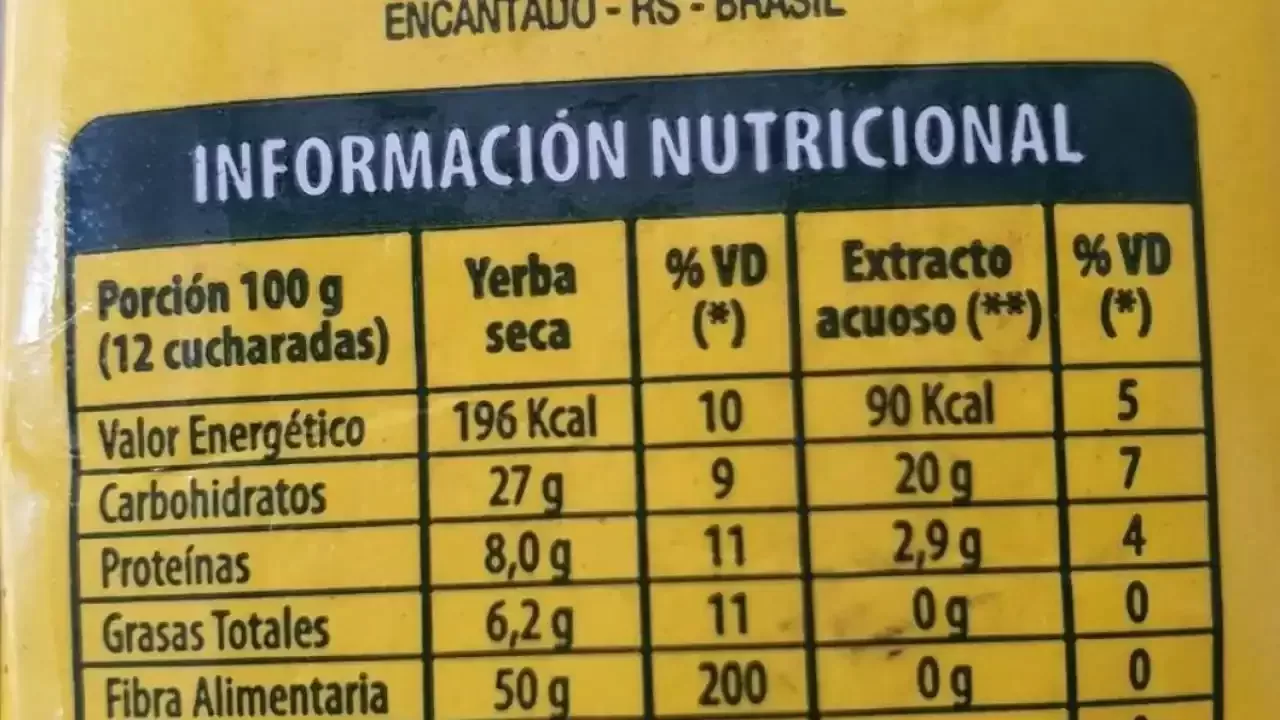 ENCANTADO - RS - BRASIL
INFORMACIÓN NUTRICIONAL
Porción 100 g (12 cucharadas) Yerba seca % VD (*) Extracto acuoso (**) % VD (*)
Valor Energético 196 Kcal 10 90 Kcal 5
Carbohidratos 27 g 9 20 g 7
Proteínas 8,0 g 11 2,9 g 4
Grasas Totales 6,2 g 11 0 g 0
Fibra Alimentaria 50 g 200 0 g 0